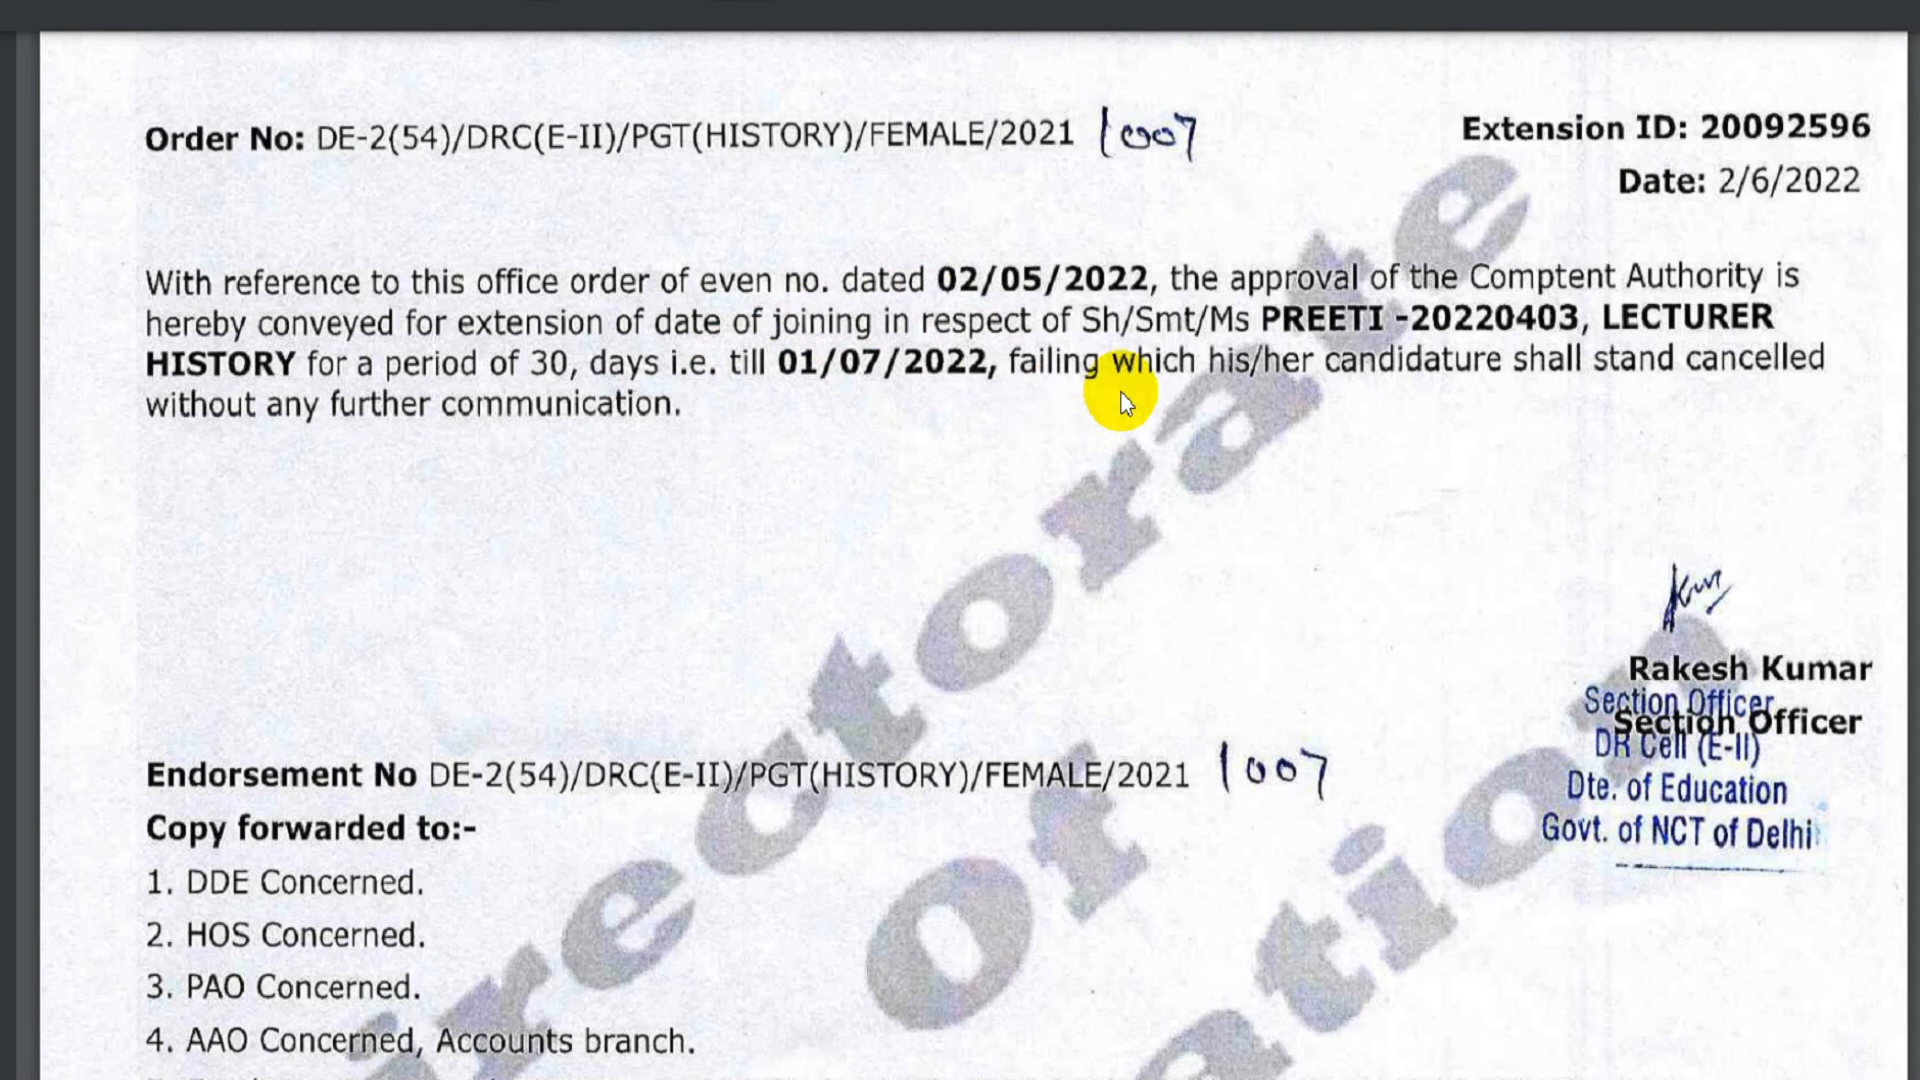 Order No: DE-2(54)/DRC(E-II)/PGT(HISTORY)/FEMALE/2021 /1007
Extension ID: 20092596
Date: 2/6/2022
With reference to this office order of even no. dated 02/05/2022, the approval of the Comptent Authority is
hereby conveyed for extension of date of joining in respect of Sh/Smt/Ms PREETI -20220403, LECTURER
HISTORY for a period of 30, days i.e. till 01/07/2022, failing which his/her candidature shall stand cancelled
without any further communication.
Rakesh Kumar
Section Officer
Section Officer
DR Cell (E-II)
Dte. of Education
Govt. of NCT of Delhi
Endorsement No DE-2(54)/DRC(E-II)/PGT(HISTORY)/FEMALE/2021 /1007
Copy forwarded to:-
1. DDE Concerned.
2. HOS Concerned.
3. PAO Concerned.
4. AAO Concerned, Accounts branch.
irectorate
Of
ation